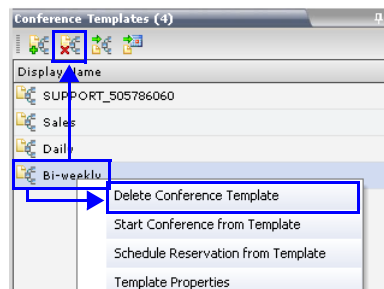 Conference Templates (4)
Display Name
SUPPORT_505786060
Sales
Daily
Bi-weekly
Delete Conference Template
Start Conference from Template
Schedule Reservation from Template
Template Properties